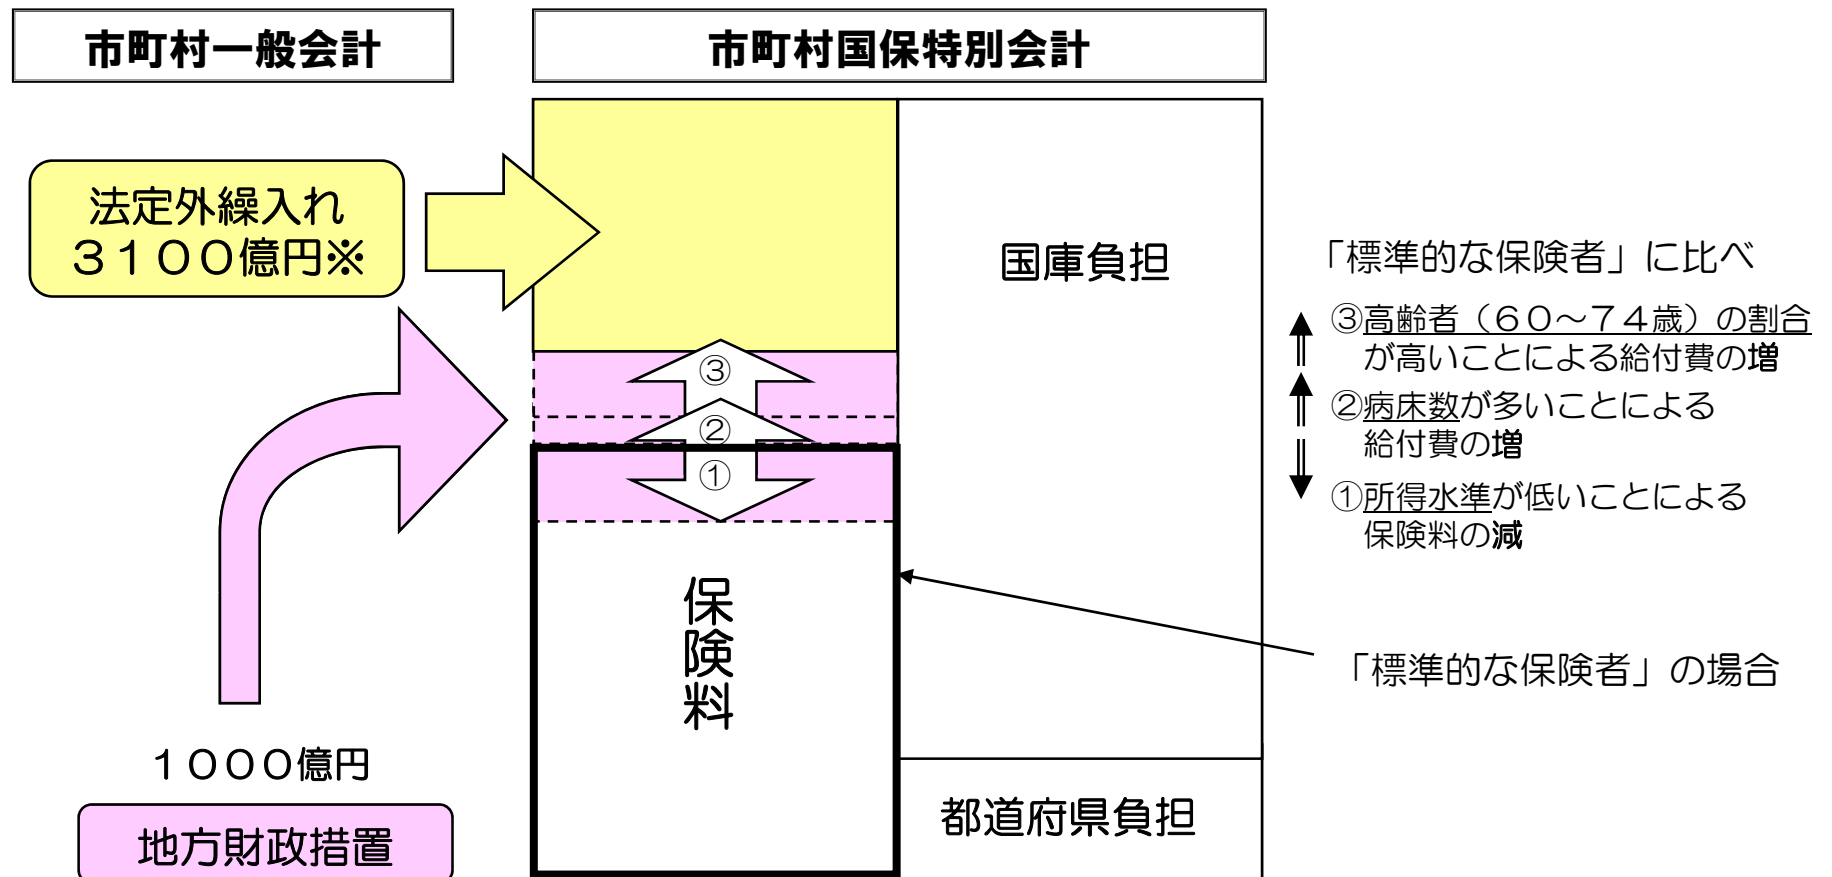 市町村一般会計
市町村国保特別会計
法定外繰入れ
3100億円※
国庫負担
「標準的な保険者」に比べ
③高齢者(60~74歳)の割合
が高いことによる給付費の増
②病床数が多いことによる
給付費の増
①所得水準が低いことによる
保険料の減
③
②
①
保険料
「標準的な保険者」の場合
1000億円
地方財政措置
都道府県負担